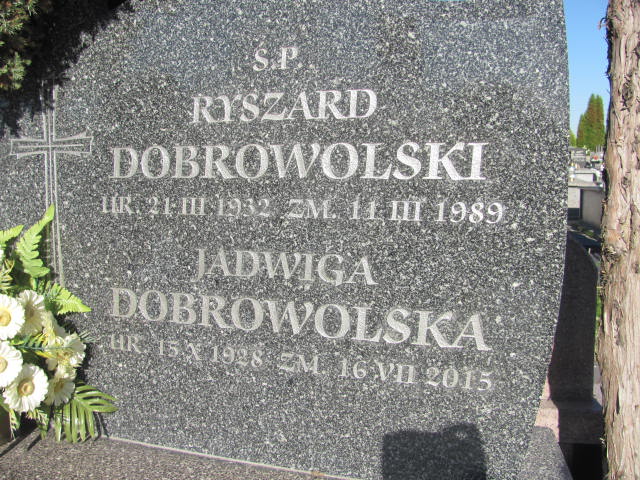 Ś.P.
RYSZARD
DOBROWOLSKI
UR. 21 III 1932 ZM. 11 III 1989
JADWIGA
DOBROWOLSKA
UR. 15 X 1928 ZM. 16 VII 2015